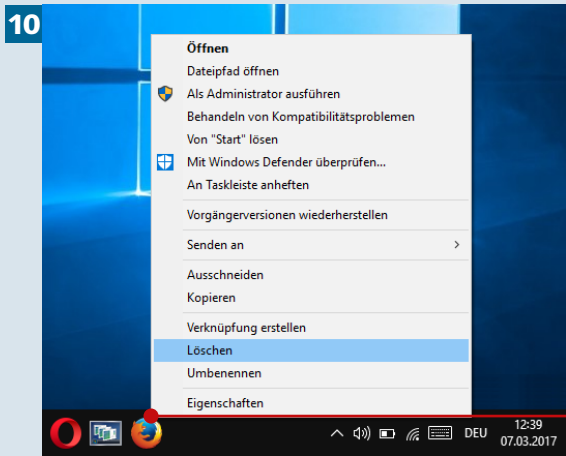 10
Öffnen
Dateipfad öffnen
Als Administrator ausführen
Behandeln von Kompatibilitätsproblemen
Von "Start" lösen
Mit Windows Defender überprüfen...
An Taskleiste anheften
Vorgängerversionen wiederherstellen
Senden an
Ausschneiden
Kopieren
Verknüpfung erstellen
Löschen
Umbenennen
Eigenschaften
DEU 12:39
07.03.2017